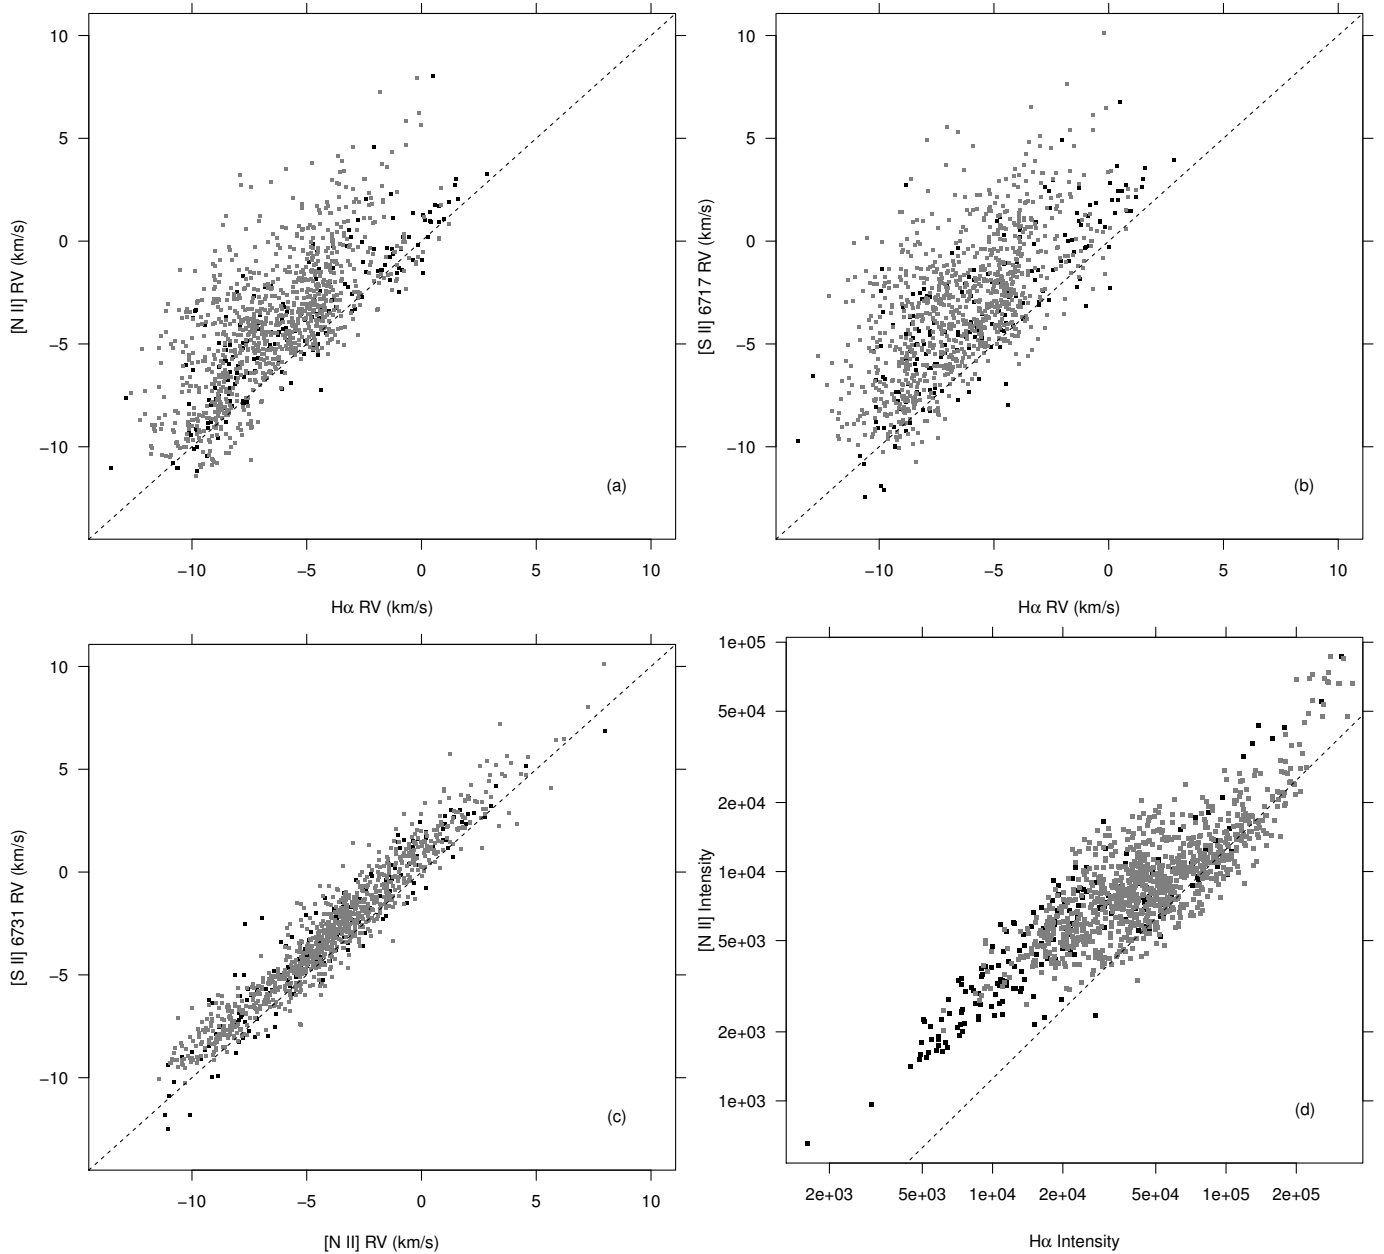 10
5
0
−5
−10
[N II] RV (km/s)
(a)
−10 −5 0 5 10
Hα RV (km/s)
10
5
0
−5
−10
[S II] 6717 RV (km/s)
(b)
−10 −5 0 5 10
Hα RV (km/s)
10
5
0
−5
−10
[S II] 6731 RV (km/s)
(c)
−10 −5 0 5 10
[N II] RV (km/s)
1e+05
5e+04
2e+04
1e+04
5e+03
2e+03
1e+03
[N II] Intensity
(d)
2e+03 5e+03 1e+04 2e+04 5e+04 1e+05 2e+05
Hα Intensity